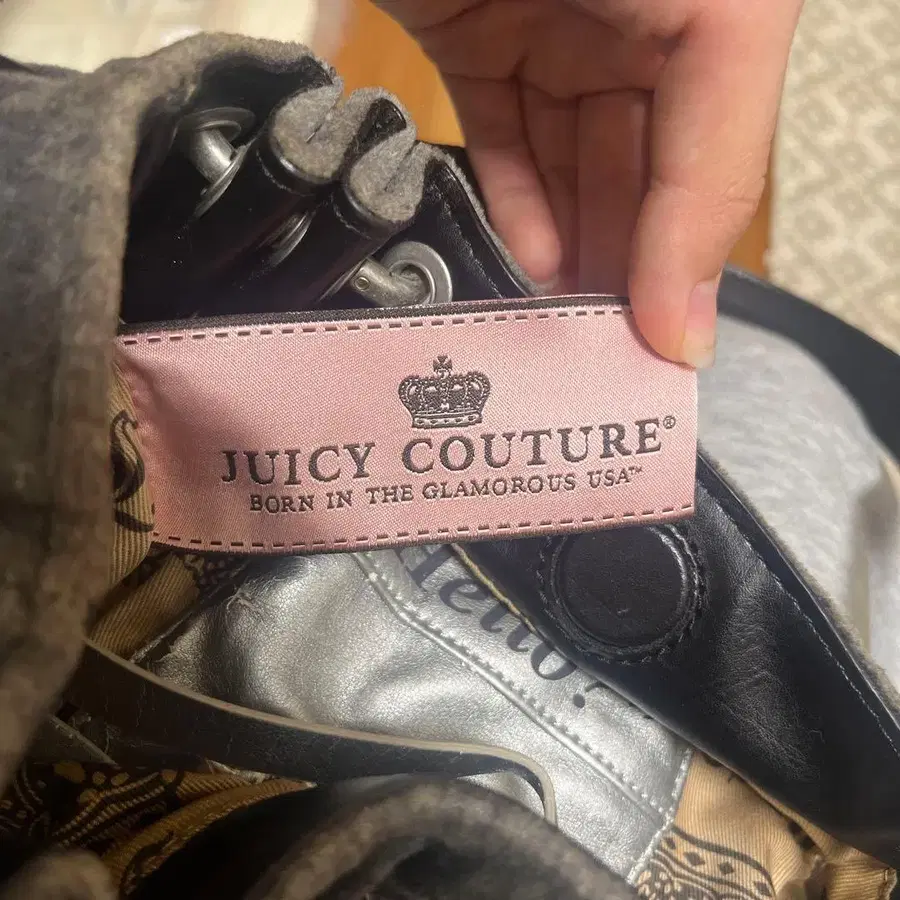 JUICY COUTURE®
BORN IN THE GLAMOROUS USA™
Hello?